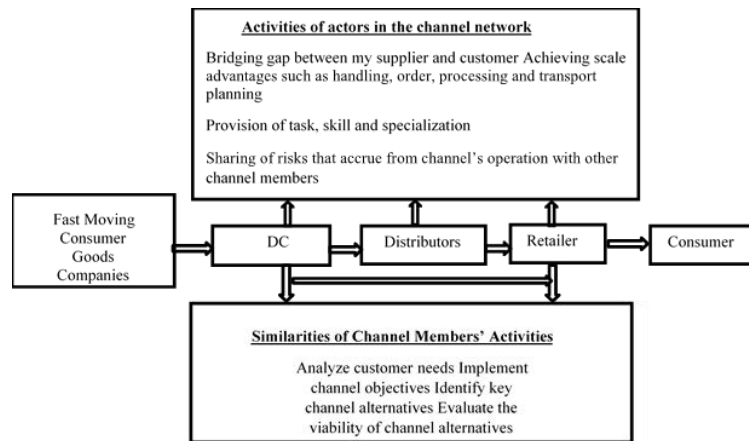 Activities of actors in the channel network
Bridging gap between my supplier and customer Achieving scale
advantages such as handling, order, processing and transport
planning
Provision of task, skill and specialization
Sharing of risks that accrue from channel's operation with other
channel members
Fast Moving
Consumer
Goods
Companies
DC
Distributors
Retailer
Consumer
Similarities of Channel Members' Activities
Analyze customer needs Implement
channel objectives Identify key
channel alternatives Evaluate the
viability of channel alternatives